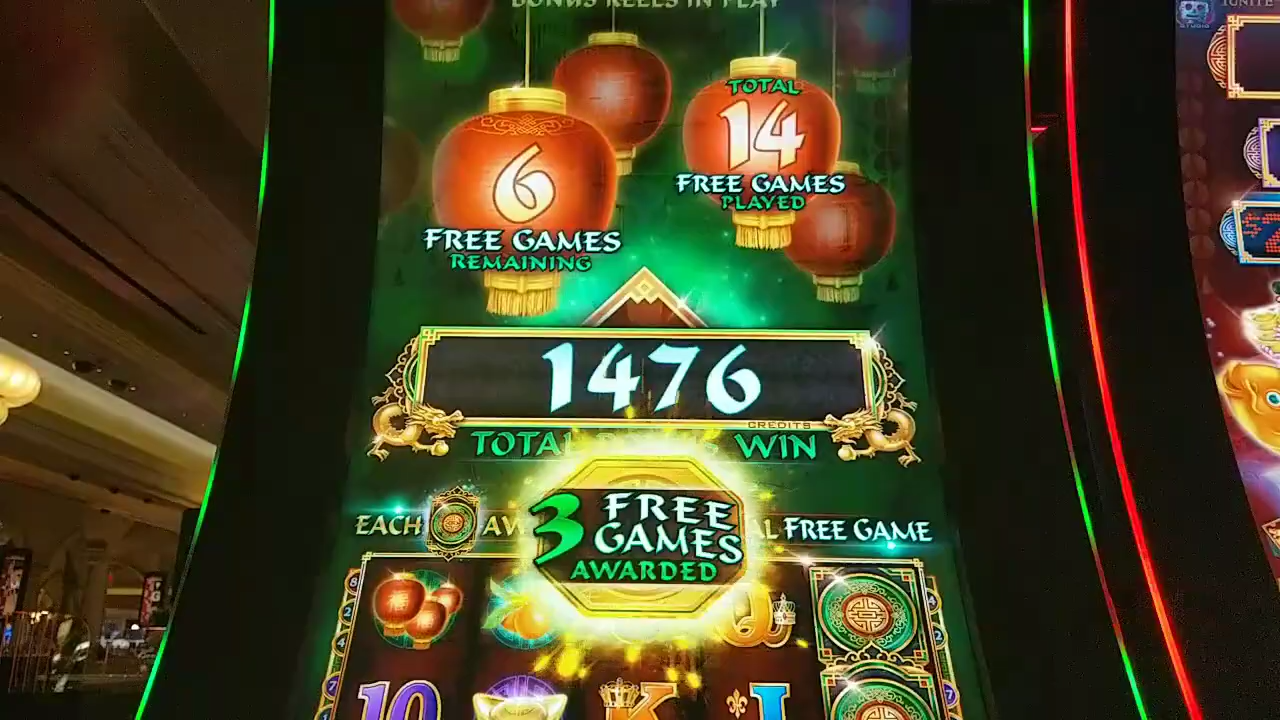 BONUS REELS IN PLAY
6
FREE GAMES
REMAINING
TOTAL
14
FREE GAMES
PLAYED
1476
CREDITS
TOTAL WIN
EACH
FREE GAME
3 FREE
GAMES
AWARDED
10
K
J